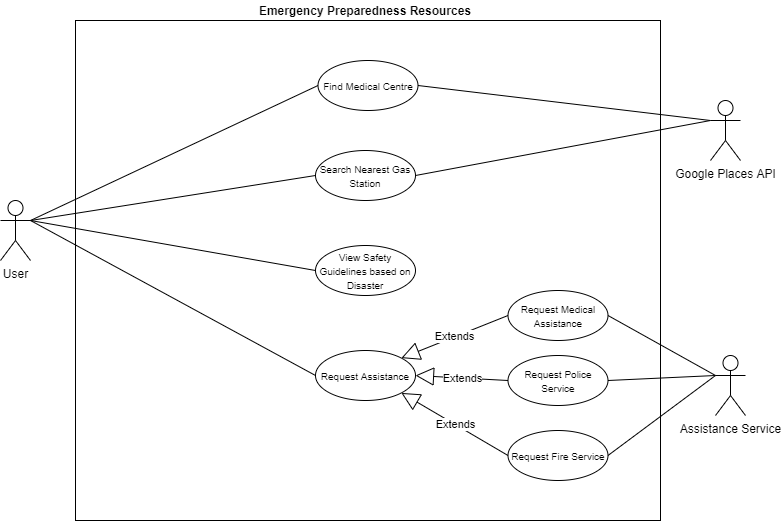 Emergency Preparedness Resources
Find Medical Centre
Search Nearest Gas
Station
Google Places API
User
View Safety
Guidelines based on
Disaster
Request Medical
Assistance
Extends
Request Assistance
Extends
Request Police
Service
Extends
Assistance Service
Request Fire Service